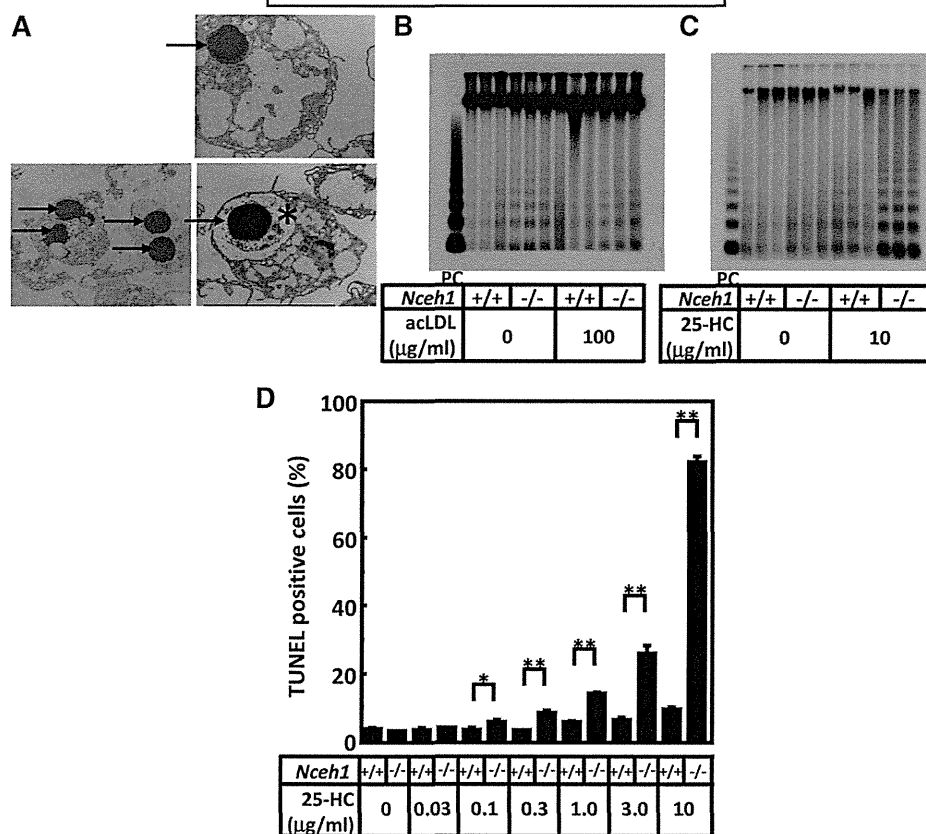 A
B
C
PC
Nceh1 +/+ -/- +/+ -/-
acLDL (μg/ml) 0 100
PC
Nceh1 +/+ -/- +/+ -/-
25-HC (μg/ml) 0 10
D
TUNEL positive cells (%)
100
80
60
40
20
0
*
**
**
**
**
*
Nceh1 +/+ -/- +/+ -/- +/+ -/- +/+ -/- +/+ -/- +/+ -/- +/+ -/-
25-HC (μg/ml) 0 0.03 0.1 0.3 1.0 3.0 10